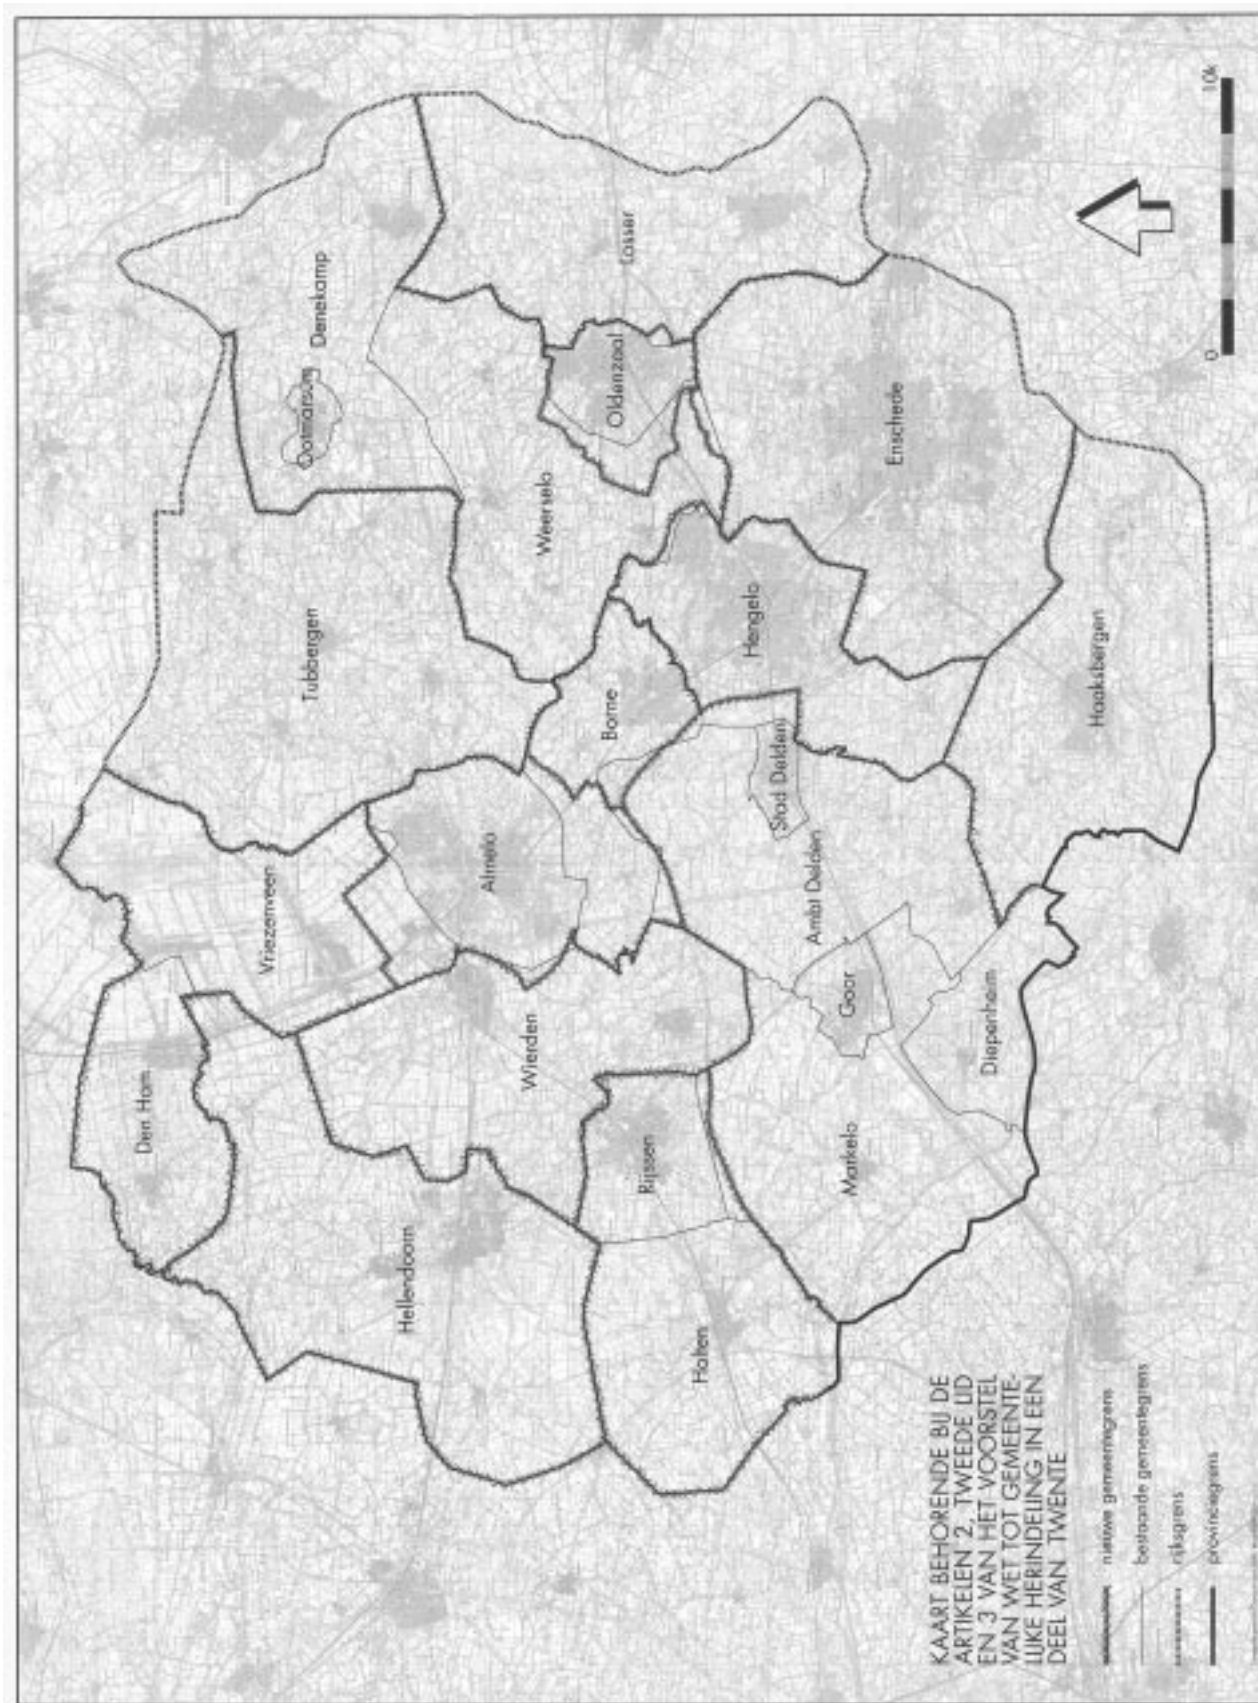 Denekamp
Ootmarsum
Losser
Tubbergen
Oldenzaal
Weerselo
Enschede
Vriezenveen
Almelo
Borne
Hengelo
Haaksbergen
Stad Delden
Ambt Delden
Den Ham
Wierden
Goor
Diepenheim
Hellendoorn
Rijssen
Markelo
Holten
KAART BEHORENDE BIJ DE
ARTIKELEN 2, TWEEDE LID
EN 3 VAN HET VOORSTEL
VAN WET TOT GEMEENTE-
LIJKE HERINDELING IN EEN
DEEL VAN TWENTE
nieuwe gemeentegrens
bestaande gemeentegrens
rijksgrens
provinciegrens
0 10k